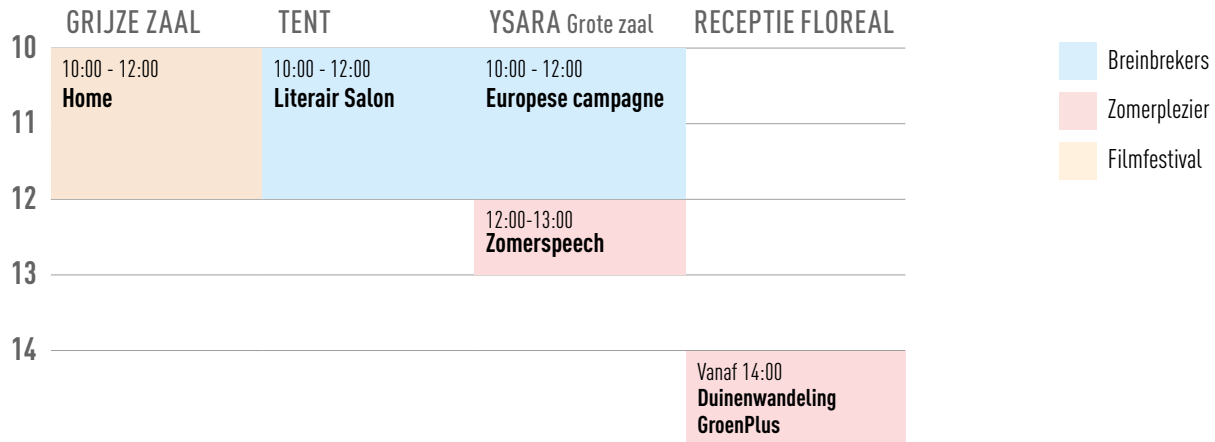 GRIJZE ZAAL TENT YSARA Grote zaal RECEPTIE FLOREAL
10
10:00 - 12:00
Home
10:00 - 12:00
Literair Salon
10:00 - 12:00
Europese campagne
11
12
12:00-13:00
Zomerspeech
13
14
Vanaf 14:00
Duinenwandeling
GroenPlus
Breinbrekers
Zomerplezier
Filmfestival